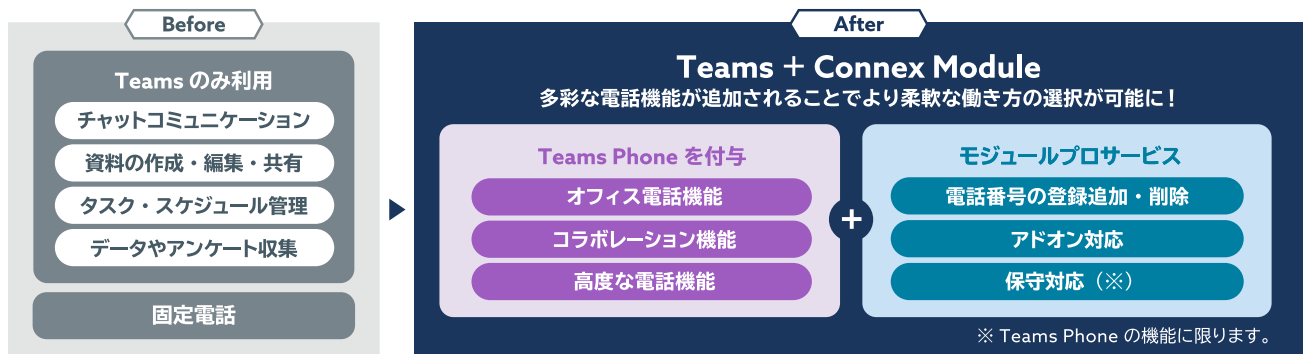 Before
Teams のみ利用
チャットコミュニケーション
資料の作成・編集・共有
タスク・スケジュール管理
データやアンケート収集
固定電話
After
Teams + Connex Module
多彩な電話機能が追加されることでより柔軟な働き方の選択が可能に!
Teams Phone を付与
オフィス電話機能
コラボレーション機能
高度な電話機能
+
モジュールプロサービス
電話番号の登録追加・削除
アドオン対応
保守対応（※）
※ Teams Phone の機能に限ります。